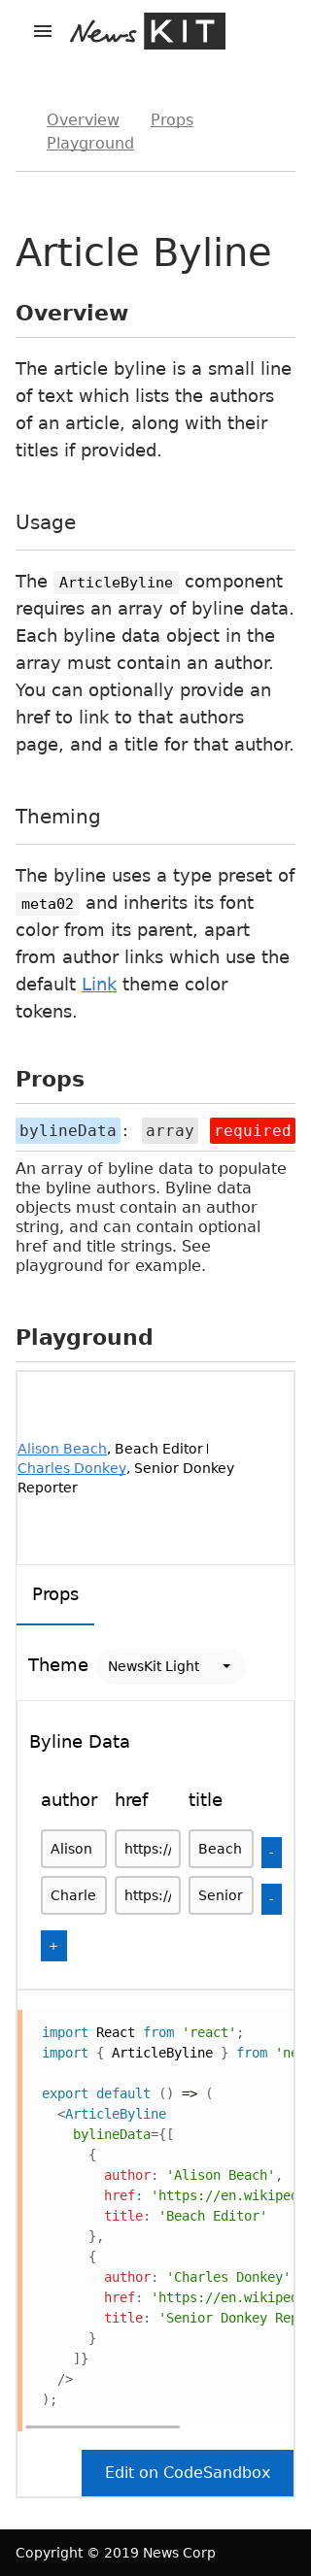 News KIT
Overview Props
Playground
Article Byline
Overview
The article byline is a small line
of text which lists the authors
of an article, along with their
titles if provided.
Usage
The ArticleByline component
requires an array of byline data.
Each byline data object in the
array must contain an author.
You can optionally provide an
href to link to that authors
page, and a title for that author.
Theming
The byline uses a type preset of
meta02 and inherits its font
color from its parent, apart
from author links which use the
default Link theme color
tokens.
Props
bylineData: array required
An array of byline data to populate
the byline authors. Byline data
objects must contain an author
string, and can contain optional
href and title strings. See
playground for example.
Playground
Alison Beach, Beach Editor |
Charles Donkey, Senior Donkey
Reporter
Props
Theme NewsKit Light
Byline Data
author href title
Alison https:// Beach -
Charle https:// Senior -
+
import React from 'react';
import { ArticleByline } from 'ne
export default () => (
<ArticleByline
bylineData={[
{
author: 'Alison Beach',
href: 'https://en.wikiped
title: 'Beach Editor'
},
{
author: 'Charles Donkey'
href: 'https://en.wikiped
title: 'Senior Donkey Rep
}
]}
/>
);
Edit on CodeSandbox
Copyright © 2019 News Corp